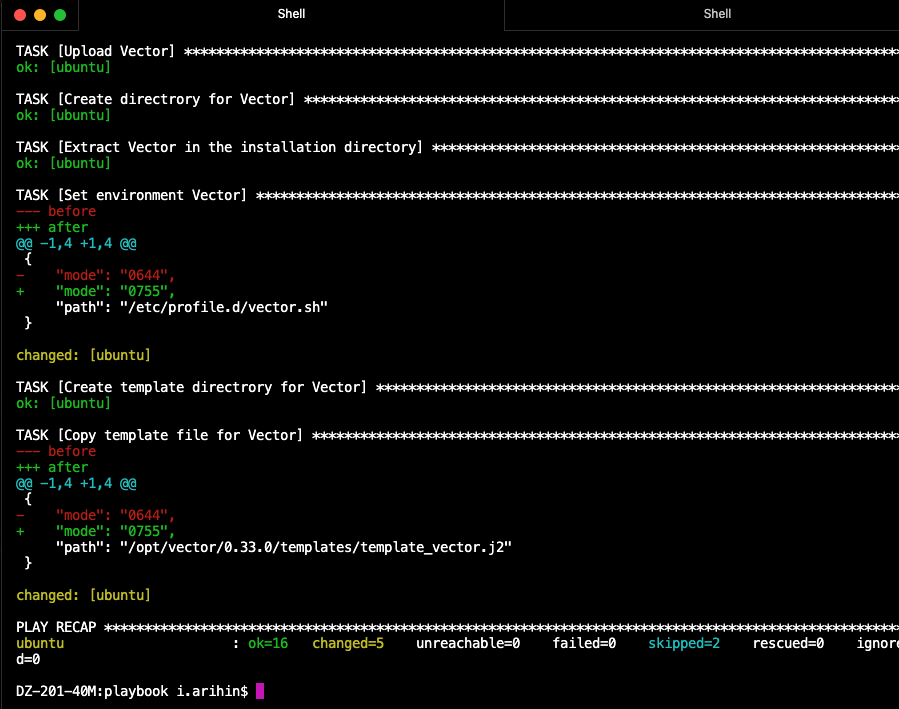 Shell
Shell
TASK [Upload Vector] ****************************************************************************************
ok: [ubuntu]
TASK [Create directrory for Vector] *************************************************************************
ok: [ubuntu]
TASK [Extract Vector in the installation directory] *********************************************************
ok: [ubuntu]
TASK [Set environment Vector] *******************************************************************************
--- before
+++ after
@@ -1,4 +1,4 @@
 {
-    "mode": "0644",
+    "mode": "0755",
     "path": "/etc/profile.d/vector.sh"
 }
changed: [ubuntu]
TASK [Create template directrory for Vector] ****************************************************************
ok: [ubuntu]
TASK [Copy template file for Vector] ************************************************************************
--- before
+++ after
@@ -1,4 +1,4 @@
 {
-    "mode": "0644",
+    "mode": "0755",
     "path": "/opt/vector/0.33.0/templates/template_vector.j2"
 }
changed: [ubuntu]
PLAY RECAP **************************************************************************************************
ubuntu                     : ok=16   changed=5    unreachable=0    failed=0    skipped=2    rescued=0    ignore
d=0
DZ-201-40M:playbook i.arihin$